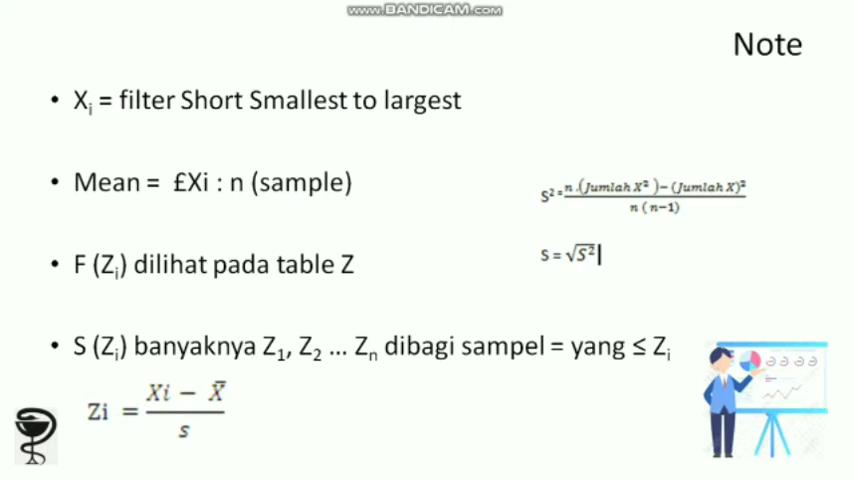 www.BANDICAM.com
Note
• Xᵢ = filter Short Smallest to largest
• Mean = £Xi : n (sample)
S² = n.(Jumlah X²) – (Jumlah X)² / n (n–1)
S = √S²
• F (Zᵢ) dilihat pada table Z
• S (Zᵢ) banyaknya Z₁, Z₂ ... Zₙ dibagi sampel = yang ≤ Zᵢ
Zi = Xi – X̄ / s